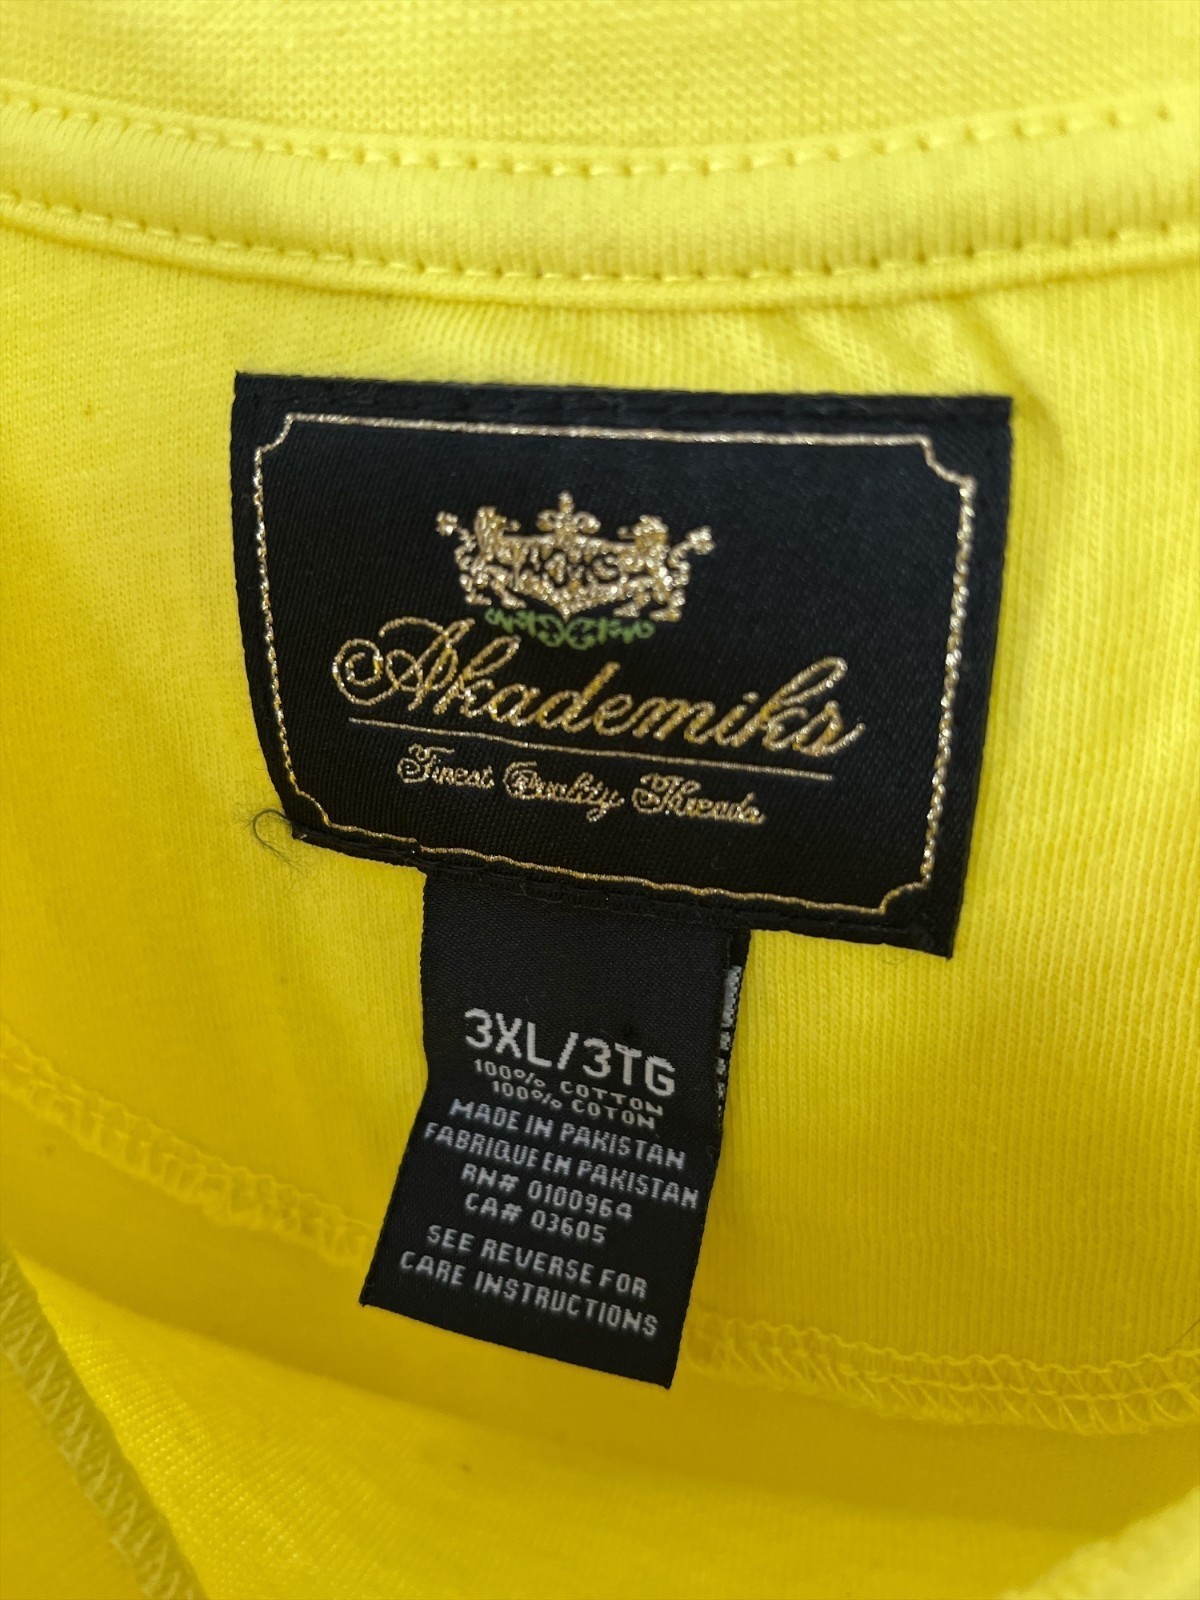 AKDMKS
Akademiks
Finest Quality Threads
3XL/3TG
100% COTTON
100% COTON
MADE IN PAKISTAN
FABRIQUE EN PAKISTAN
RN# 0100964
CA# 03605
SEE REVERSE FOR
CARE INSTRUCTIONS